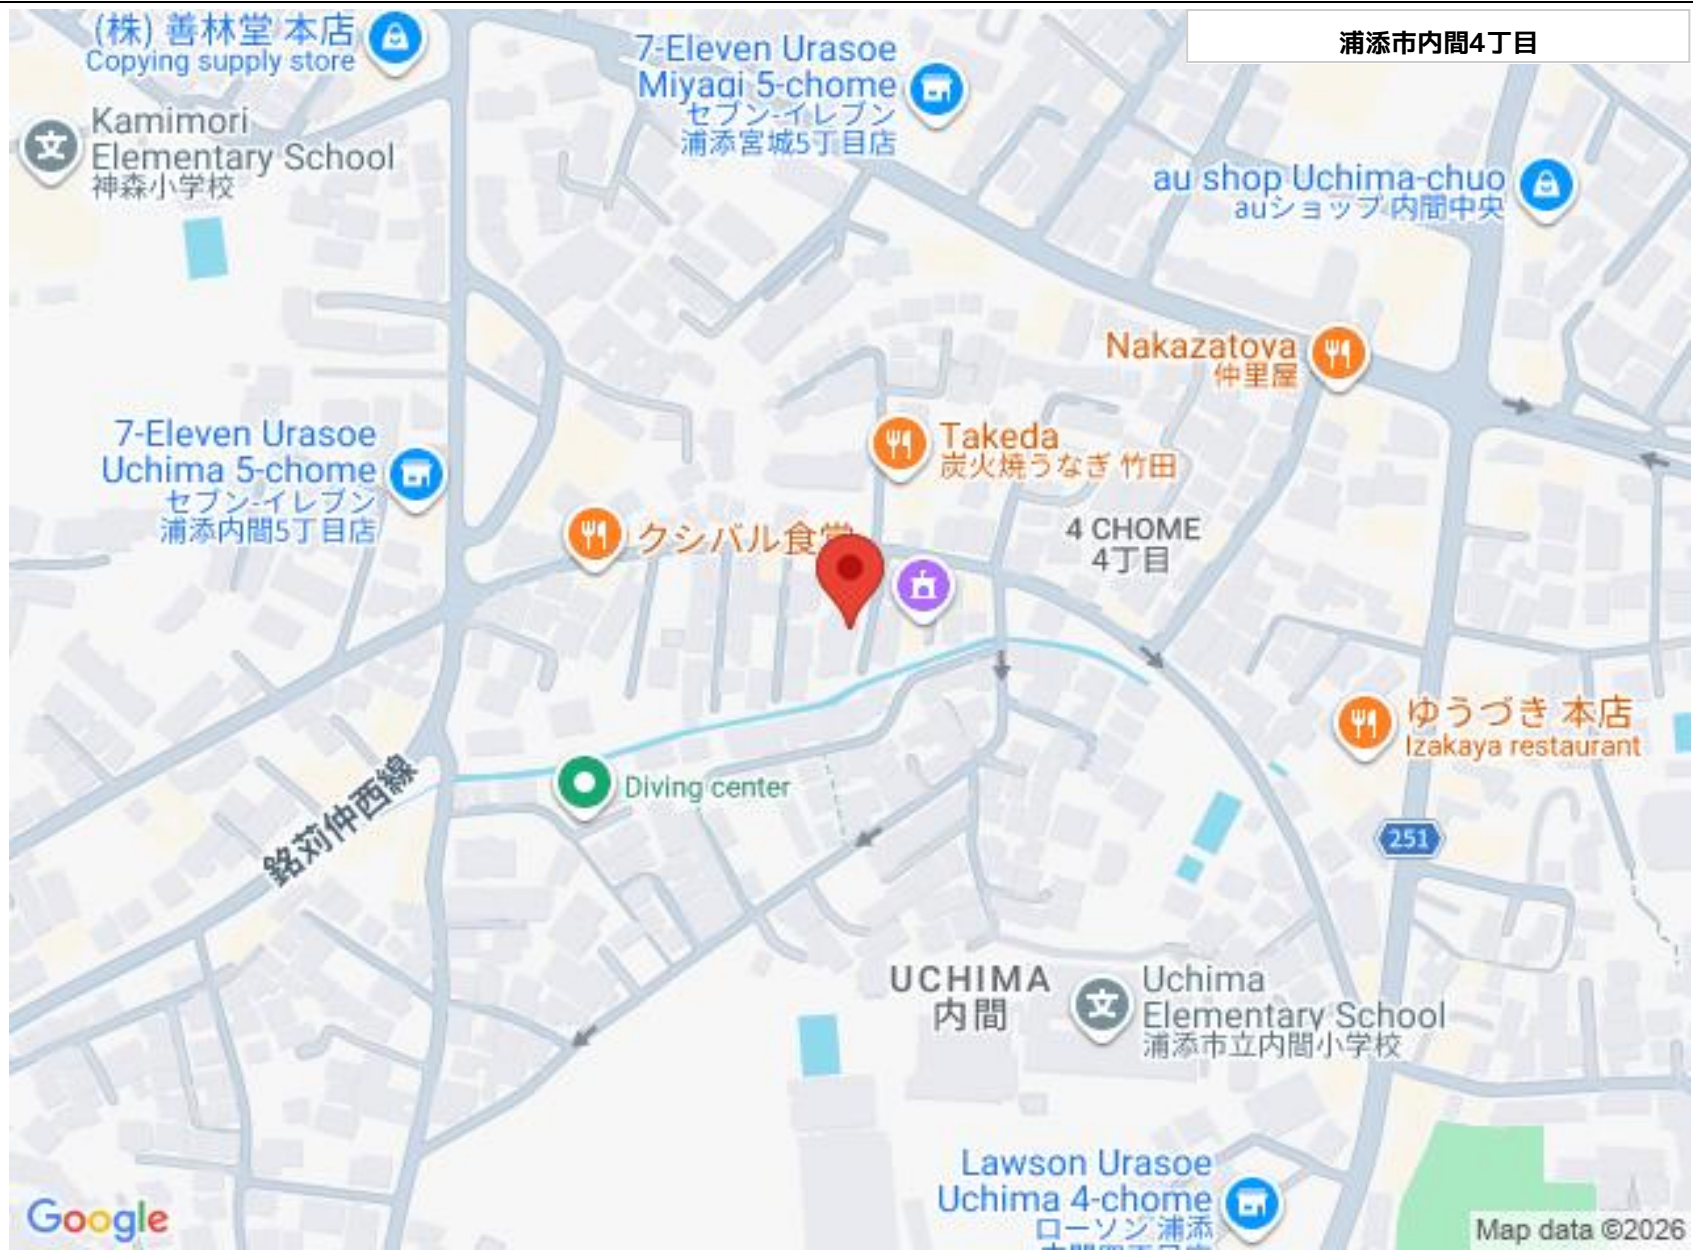 浦添市内間4丁目
(株) 善林堂 本店
Copying supply store
7-Eleven Urasoe
Miyagi 5-chome
セブン-イレブン
浦添宮城5丁目店
Kamimori
Elementary School
神森小学校
au shop Uchima-chuo
auショップ 内間中央
Nakazatoya
仲里屋
7-Eleven Urasoe
Uchima 5-chome
セブン-イレブン
浦添内間5丁目店
Takeda
炭火焼うなぎ 竹田
クシバル食堂
4 CHOME
4丁目
ゆうづき 本店
Izakaya restaurant
Diving center
銘苅仲西線
251
UCHIMA
内間
Uchima
Elementary School
浦添市立内間小学校
Lawson Urasoe
Uchima 4-chome
ローソン 浦添
Google
Map data ©2026